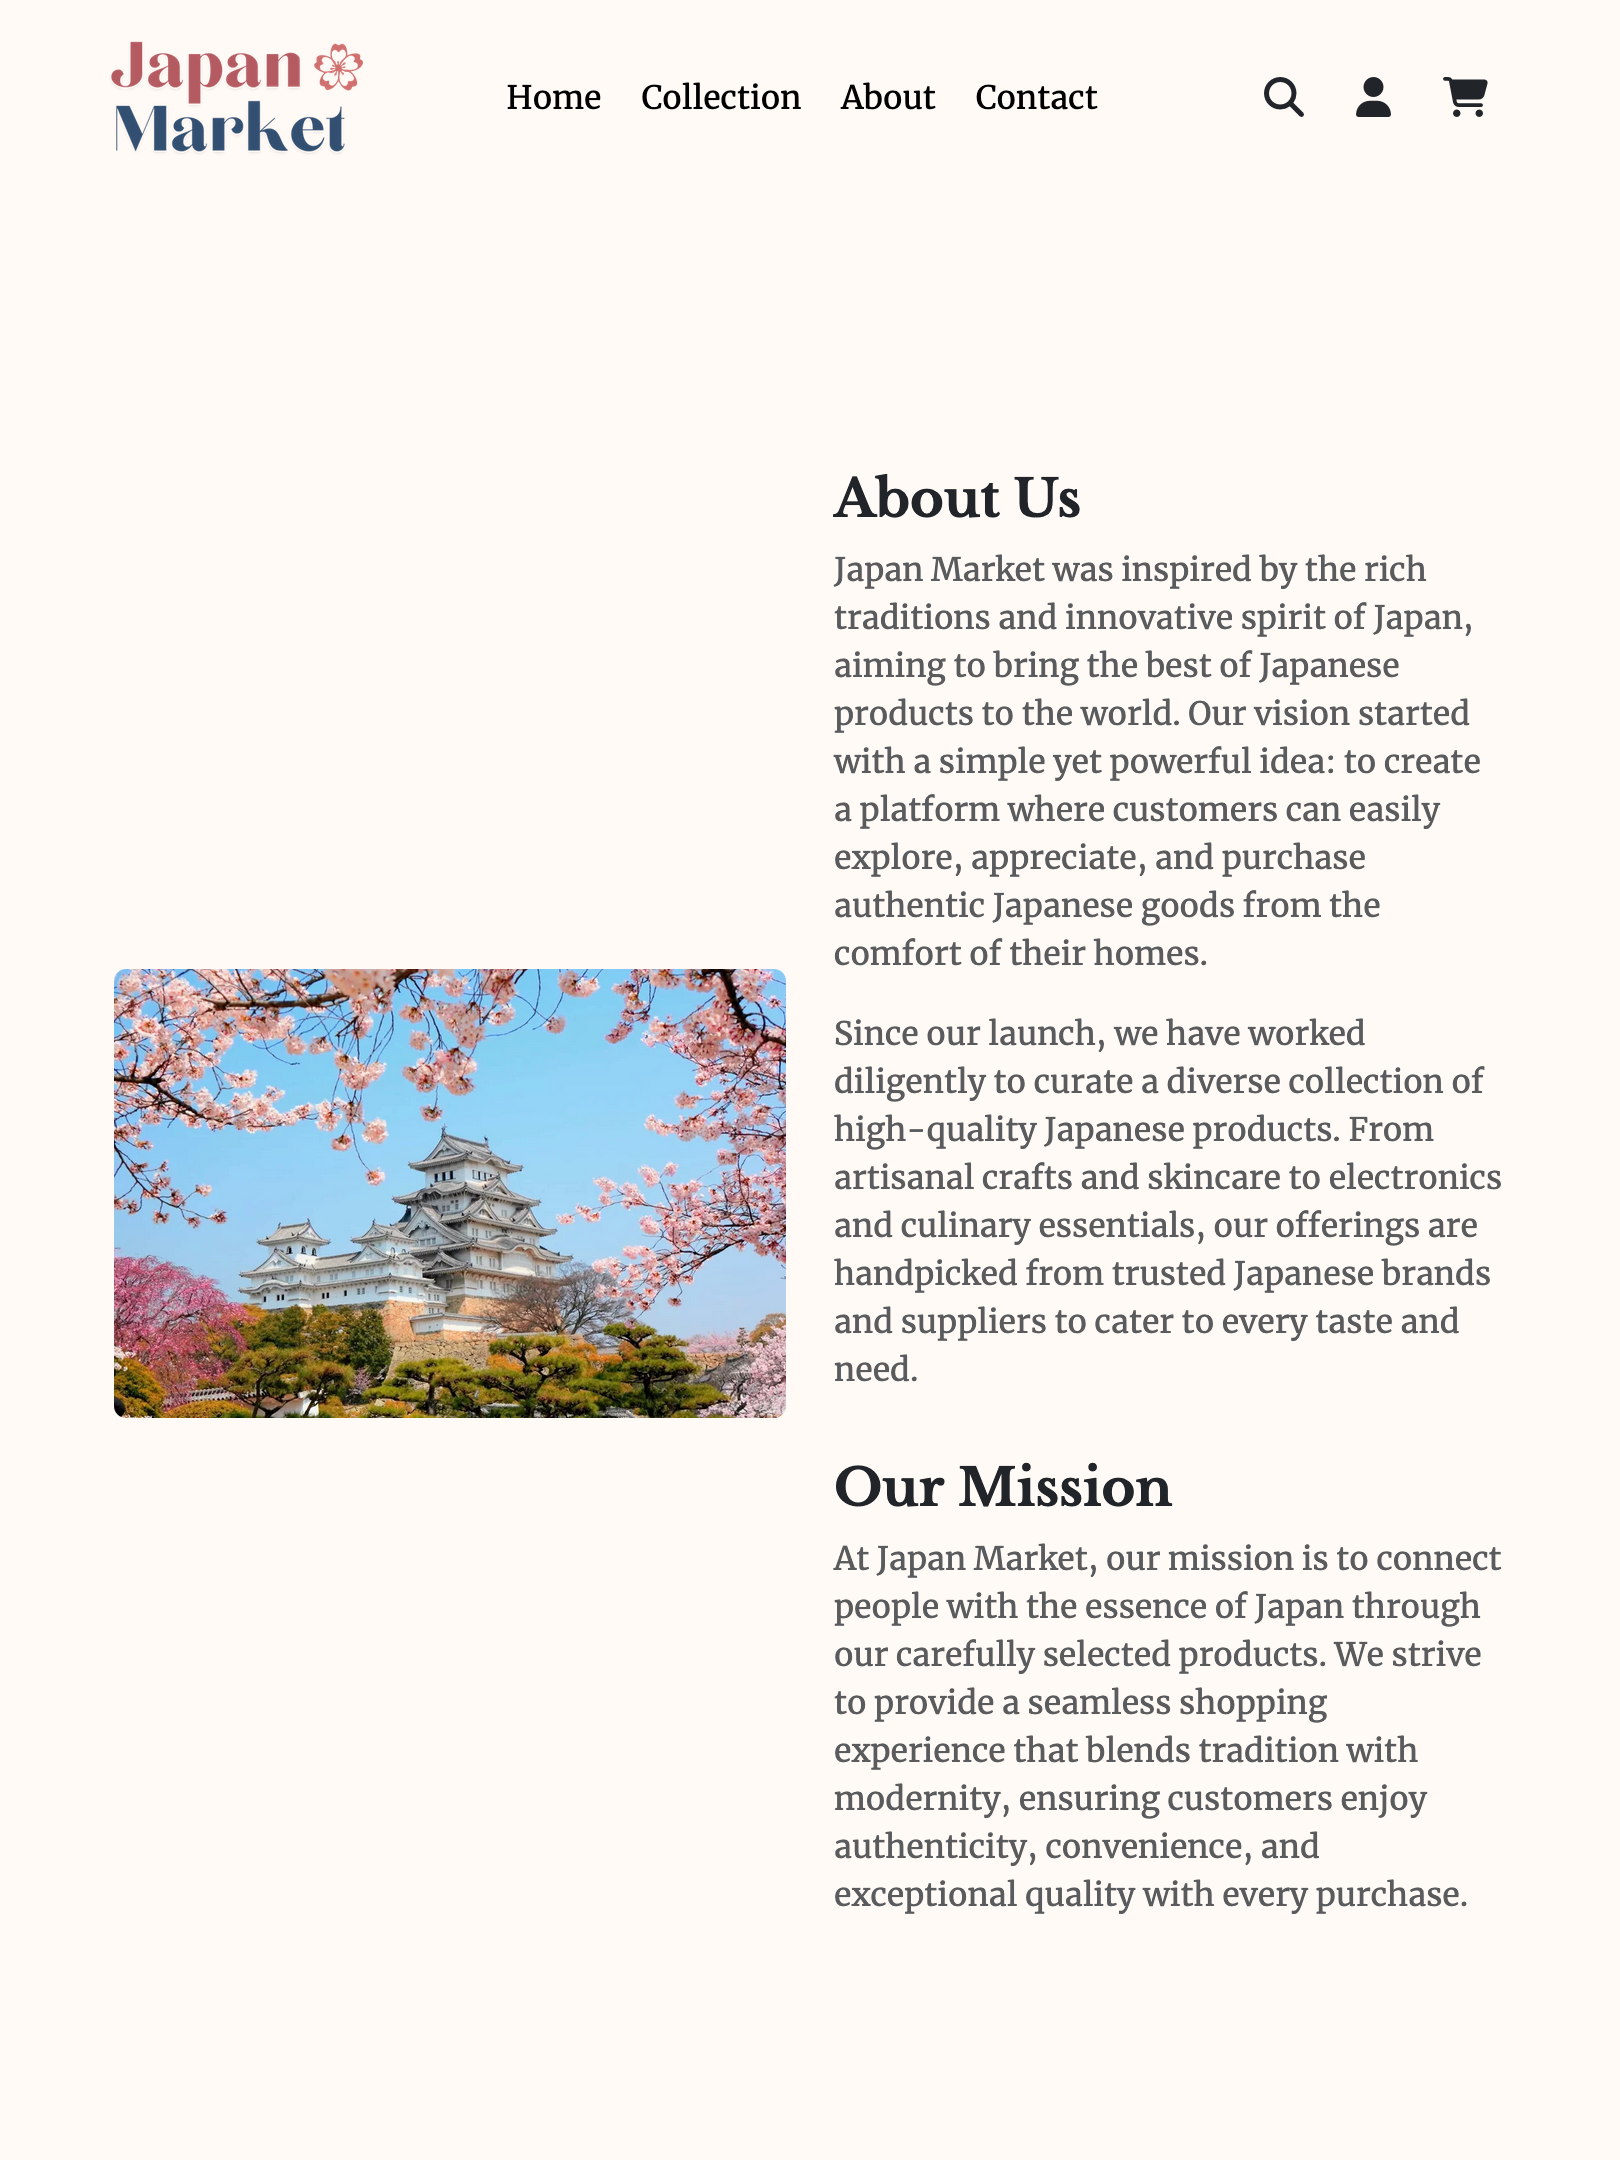 Japan
Market
Home
Collection
About
Contact
About Us
Japan Market was inspired by the rich
traditions and innovative spirit of Japan,
aiming to bring the best of Japanese
products to the world. Our vision started
with a simple yet powerful idea: to create
a platform where customers can easily
explore, appreciate, and purchase
authentic Japanese goods from the
comfort of their homes.
Since our launch, we have worked
diligently to curate a diverse collection of
high-quality Japanese products. From
artisanal crafts and skincare to electronics
and culinary essentials, our offerings are
handpicked from trusted Japanese brands
and suppliers to cater to every taste and
need.
Our Mission
At Japan Market, our mission is to connect
people with the essence of Japan through
our carefully selected products. We strive
to provide a seamless shopping
experience that blends tradition with
modernity, ensuring customers enjoy
authenticity, convenience, and
exceptional quality with every purchase.